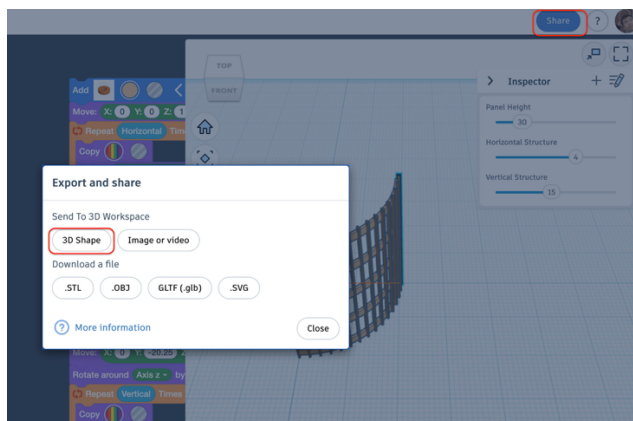 Share
?
TOP
FRONT
Inspector
Panel Height
30
Horizontal Structure
4
Vertical Structure
15
Add
Move: X: 0 Y: 0 Z: 1
Repeat Horizontal Tim
Copy
Export and share
Send To 3D Workspace
3D Shape Image or video
Download a file
.STL .OBJ GLTF (.glb) .SVG
? More information
Close
Move: X: 0 Y: -20.25 Z
Rotate around Axis z by
Repeat Vertical Times
Copy